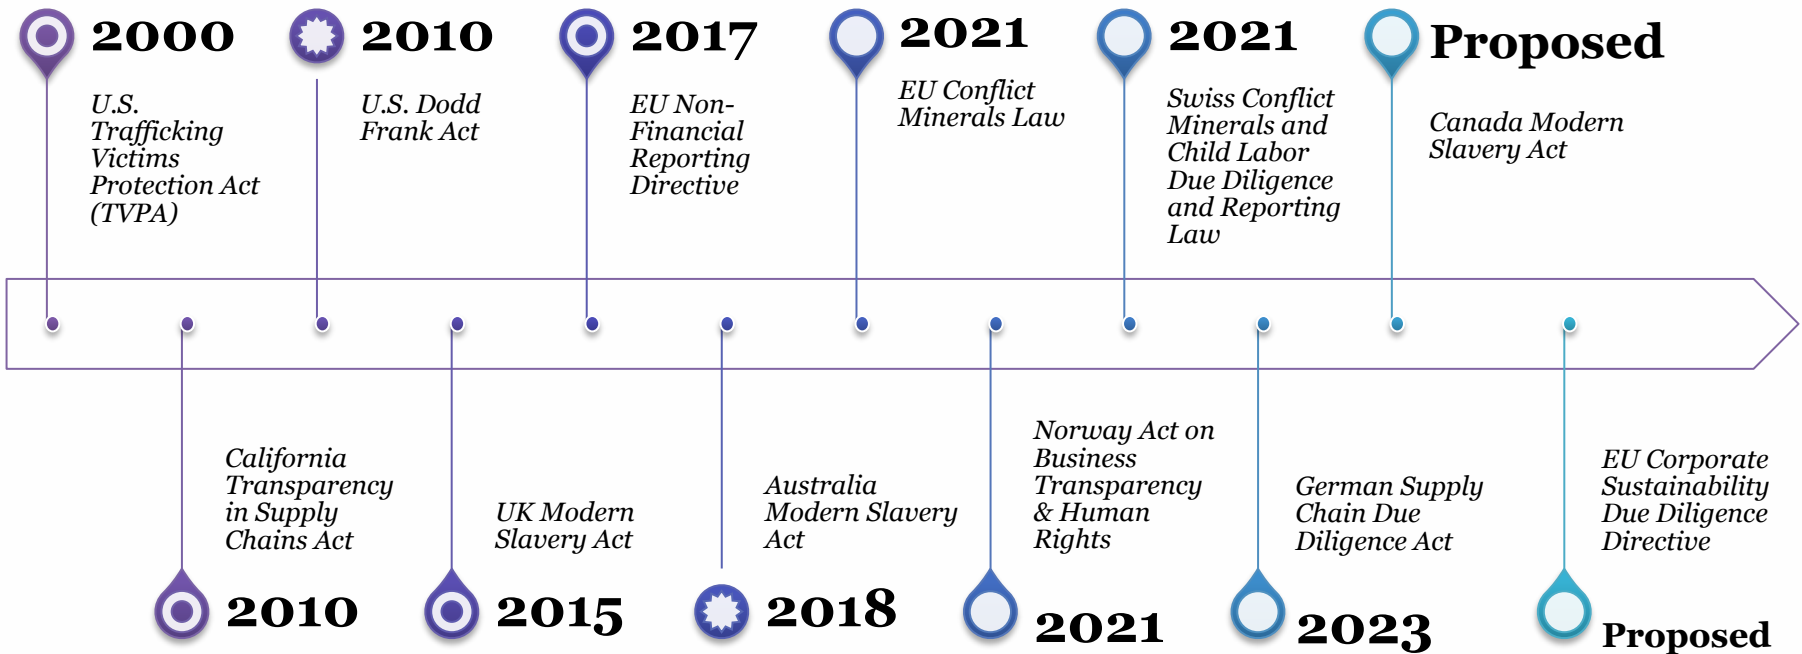 2000
U.S.
Trafficking
Victims
Protection Act
(TVPA)
2010
U.S. Dodd
Frank Act
2017
EU Non-
Financial
Reporting
Directive
2021
EU Conflict
Minerals Law
2021
Swiss Conflict
Minerals and
Child Labor
Due Diligence
and Reporting
Law
Proposed
Canada Modern
Slavery Act
California
Transparency
in Supply
Chains Act
2010
UK Modern
Slavery Act
2015
Australia
Modern Slavery
Act
2018
Norway Act on
Business
Transparency
& Human
Rights
2021
German Supply
Chain Due
Diligence Act
2023
EU Corporate
Sustainability
Due Diligence
Directive
Proposed